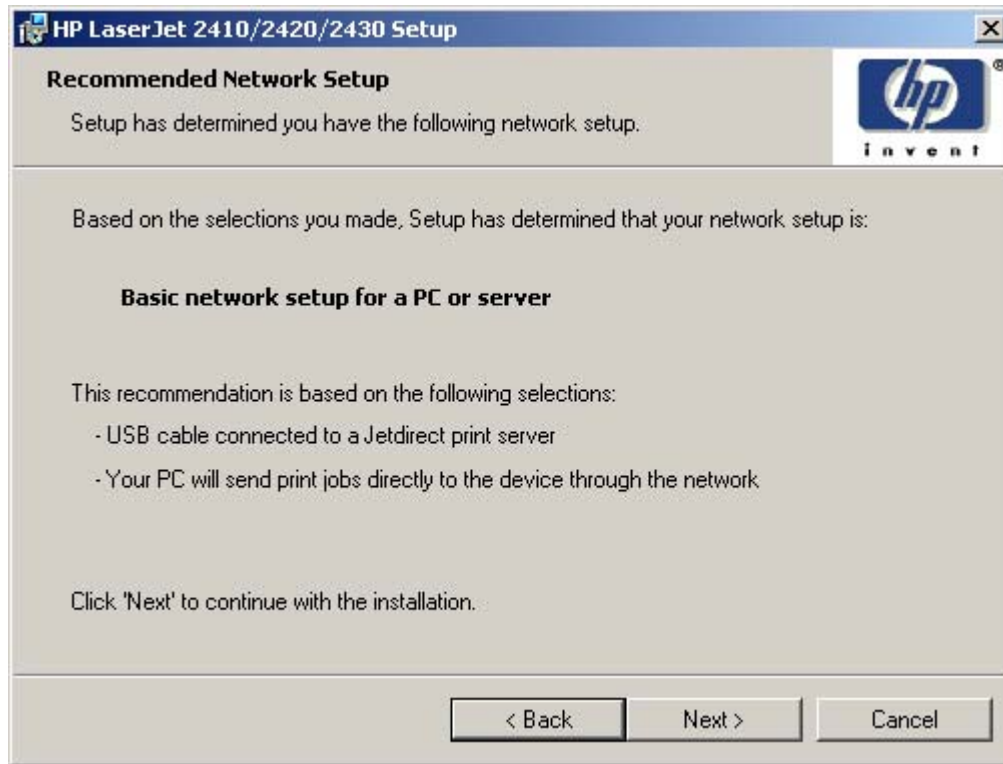 HP LaserJet 2410/2420/2430 Setup
Recommended Network Setup
Setup has determined you have the following network setup.
hp
®
invent
Based on the selections you made, Setup has determined that your network setup is:
Basic network setup for a PC or server
This recommendation is based on the following selections:
- USB cable connected to a Jetdirect print server
- Your PC will send print jobs directly to the device through the network
Click 'Next' to continue with the installation.
< Back Next > Cancel